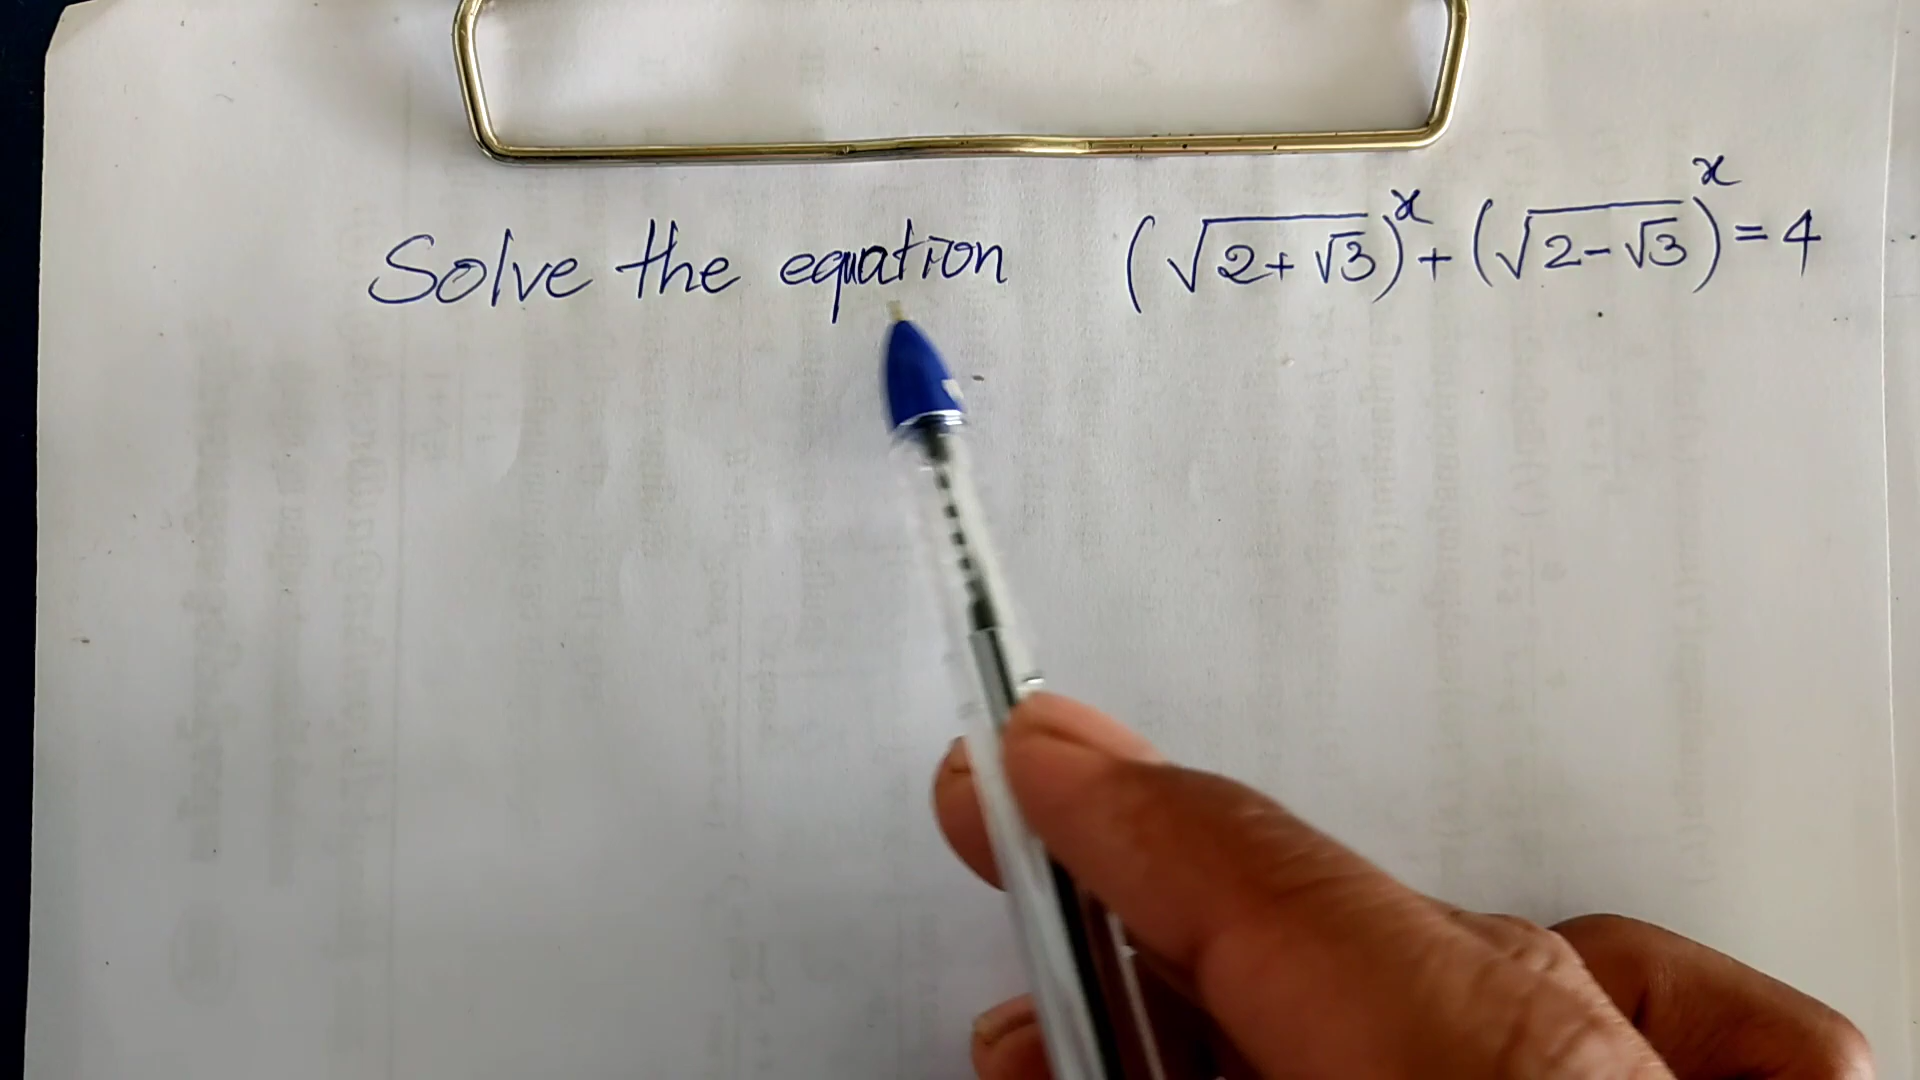 Solve the equation (√(2+√3))^x + (√(2-√3))^x = 4